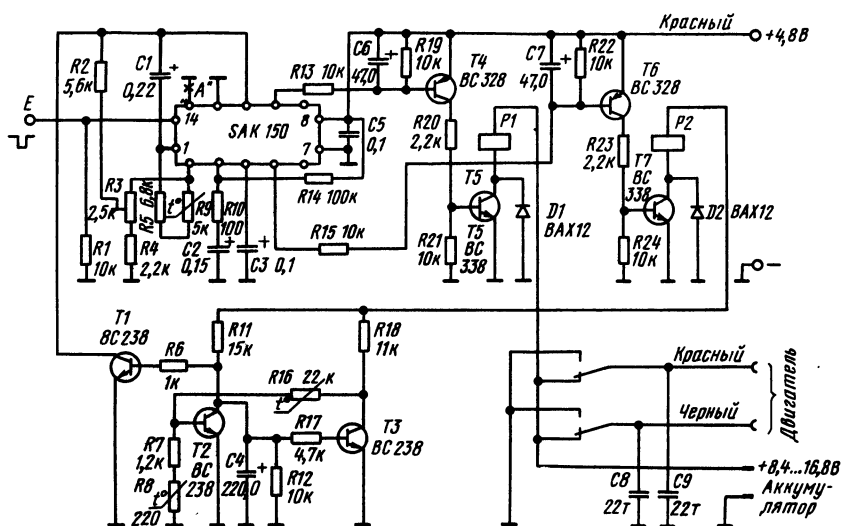 Красный
+4,8В
R2
5,6к
C1
+
0,22
"А"
R13 10к
C6
47,0
+
R19
10к
T4
BC 328
C7
47,0
+
R22
10к
T6
BC 328
E
14
1
SAK 150
8
7
C5
0,1
R20
2,2к
P1
R23
2,2к
P2
R3
2,5к
R5 6,8к
t°
R9
5к
R10
100
R14 100к
T5
T7
BC
338
R1
10к
R4
2,2к
C2
0,15
+
+
C3 0,1
R15 10к
R21
10к
T5
BC
338
D1
BAX12
R24
10к
D2 BAX12
−
T1
BC238
R6
1к
R11
15к
R18
11к
R16 22к
t°
Красный
Черный
Двигатель
R7
1,2к
R8
t°
220
T2
BC
238
C4
220,0
+
R17
4,7к
R12
10к
T3
BC 238
+8,4...16,8В
Аккуму-
лятор
C8
22т
C9
22т